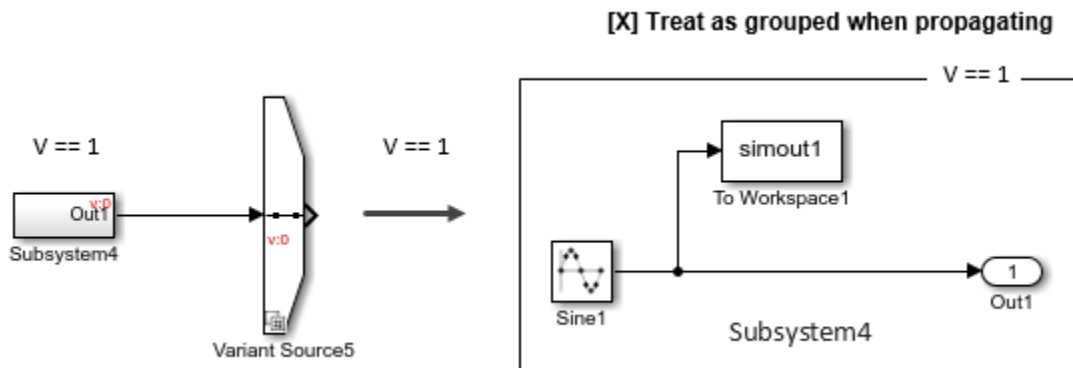 [X] Treat as grouped when propagating
V == 1
V == 1
V == 1
simout1
To Workspace1
Out1
v:0
Subsystem4
v:0
Variant Source5
Sine1
1
Out1
Subsystem4